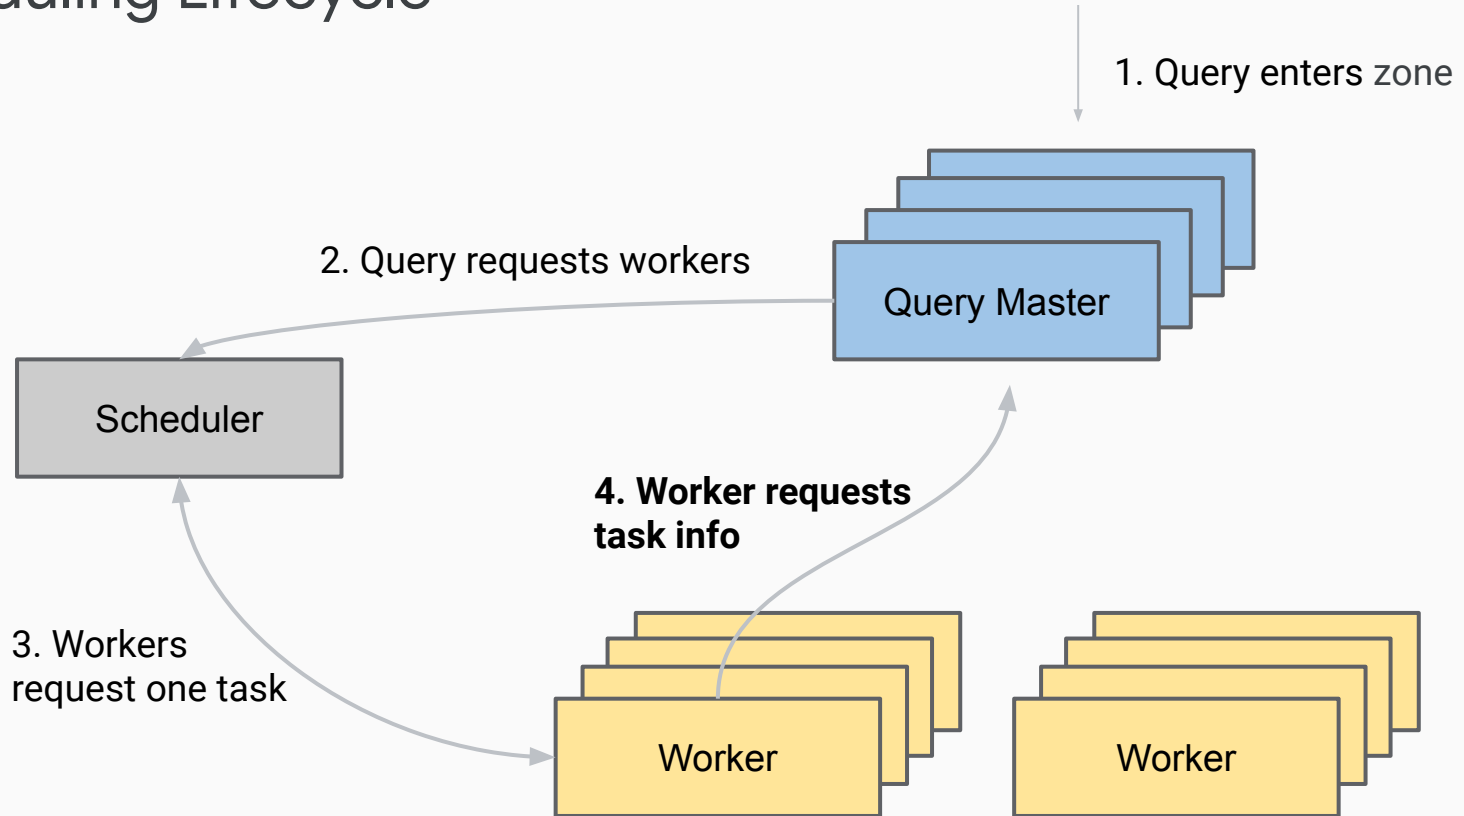 Lifecycle
1. Query enters zone
2. Query requests workers
Query Master
Scheduler
4. Worker requests
task info
3. Workers
request one task
Worker
Worker